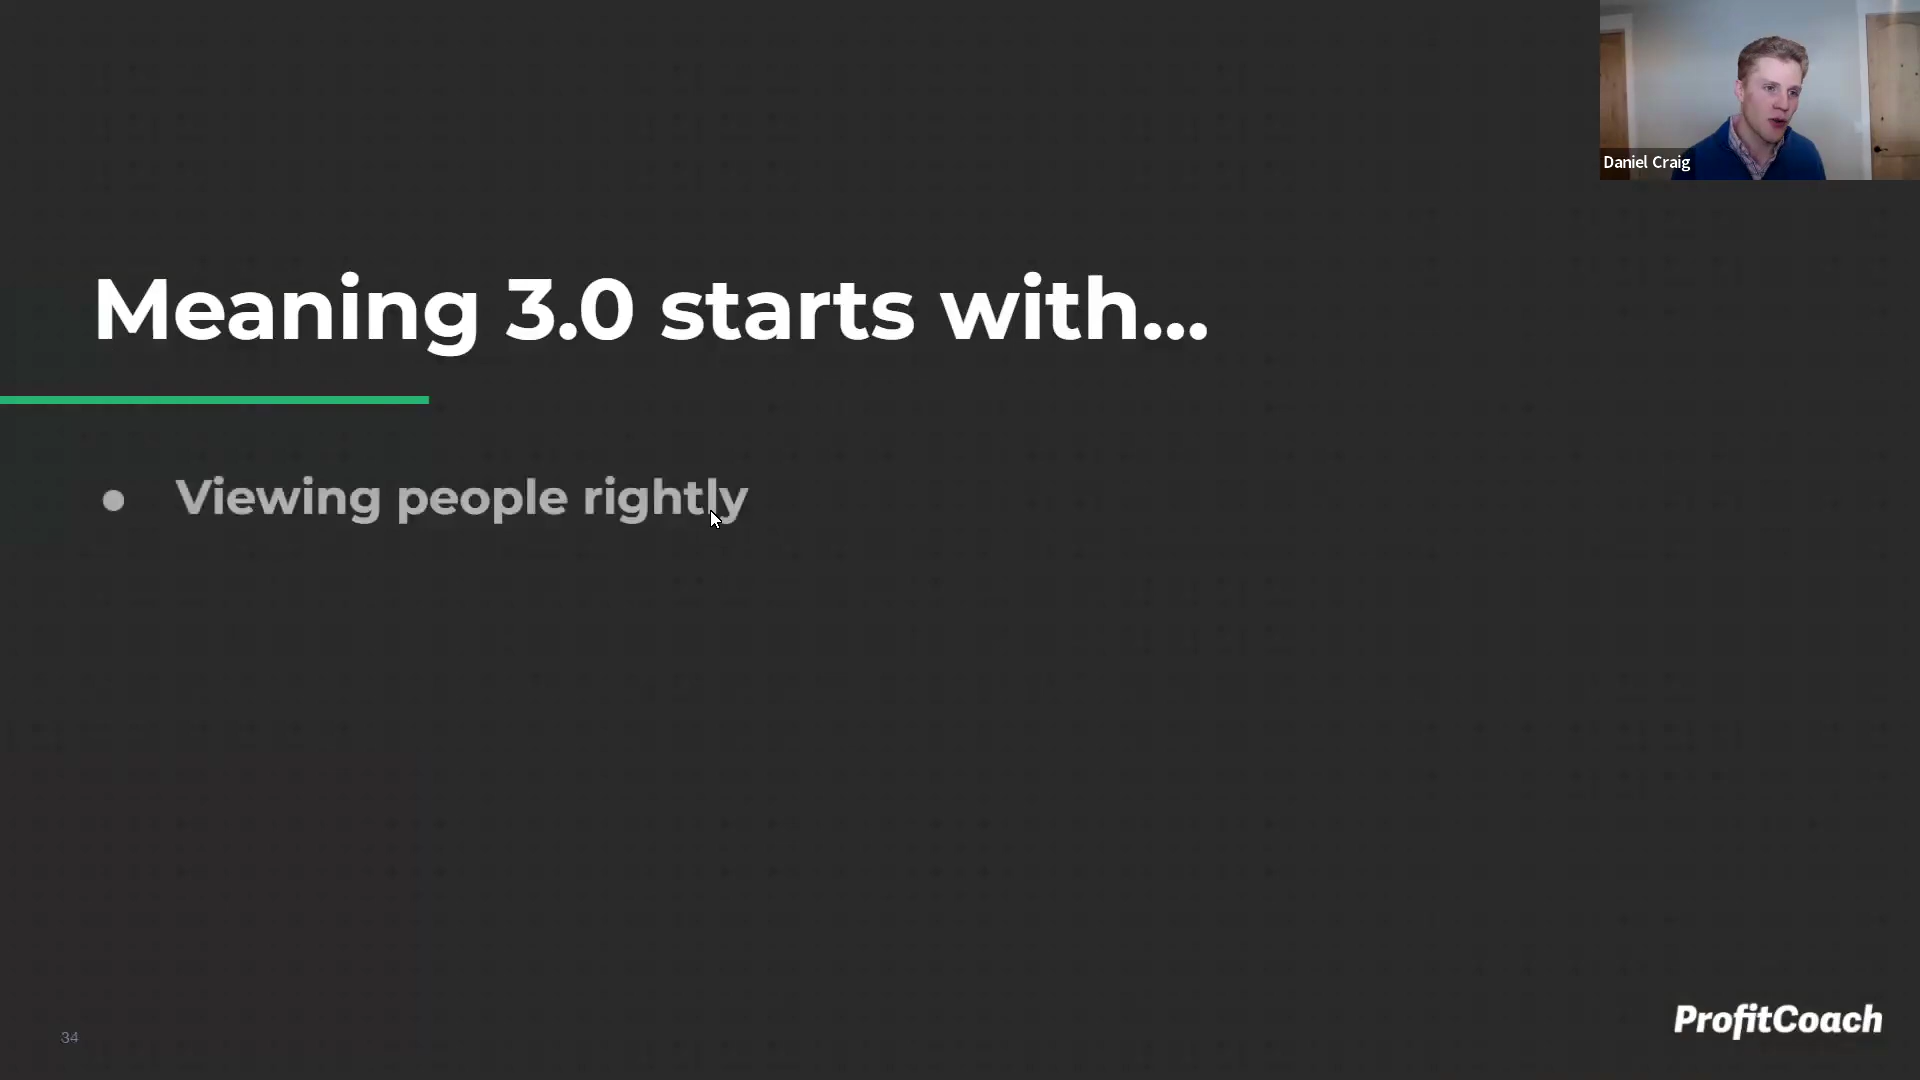 Daniel Craig
Meaning 3.0 starts with...
● Viewing people rightly
34
ProfitCoach